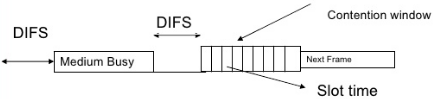 Contention window
DIFS
DIFS
Medium Busy
Next Frame
Slot time